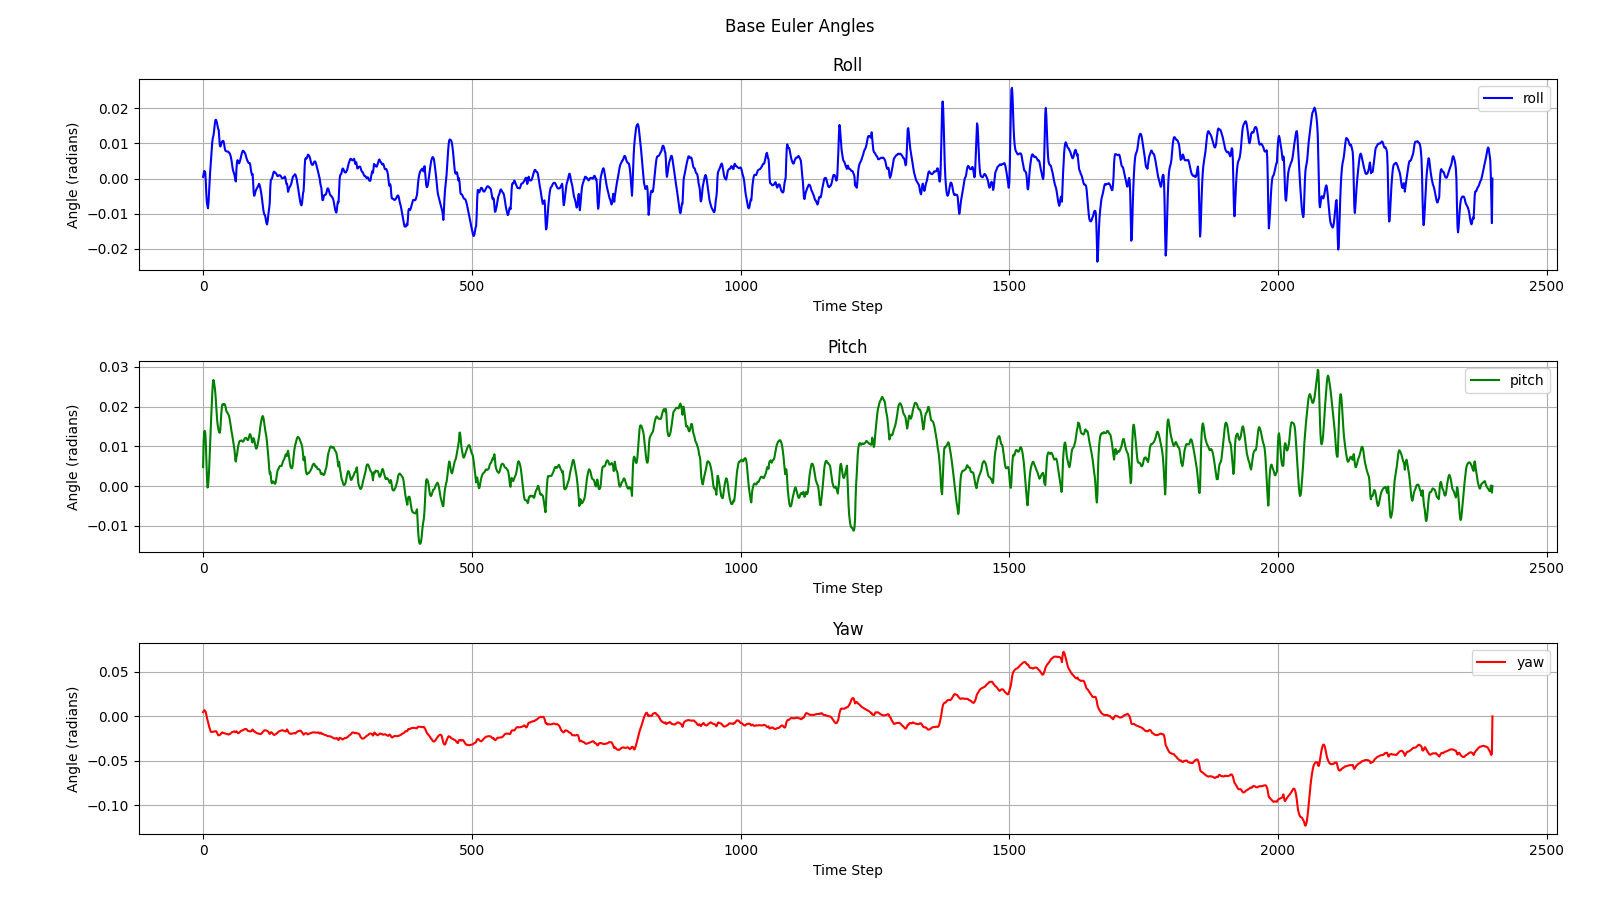 Base Euler Angles
Roll
Angle (radians)
0.02
0.01
0.00
−0.01
−0.02
roll
0 500 1000 1500 2000 2500
Time Step
Pitch
Angle (radians)
0.03
0.02
0.01
0.00
−0.01
pitch
0 500 1000 1500 2000 2500
Time Step
Yaw
Angle (radians)
0.05
0.00
−0.05
−0.10
yaw
0 500 1000 1500 2000 2500
Time Step